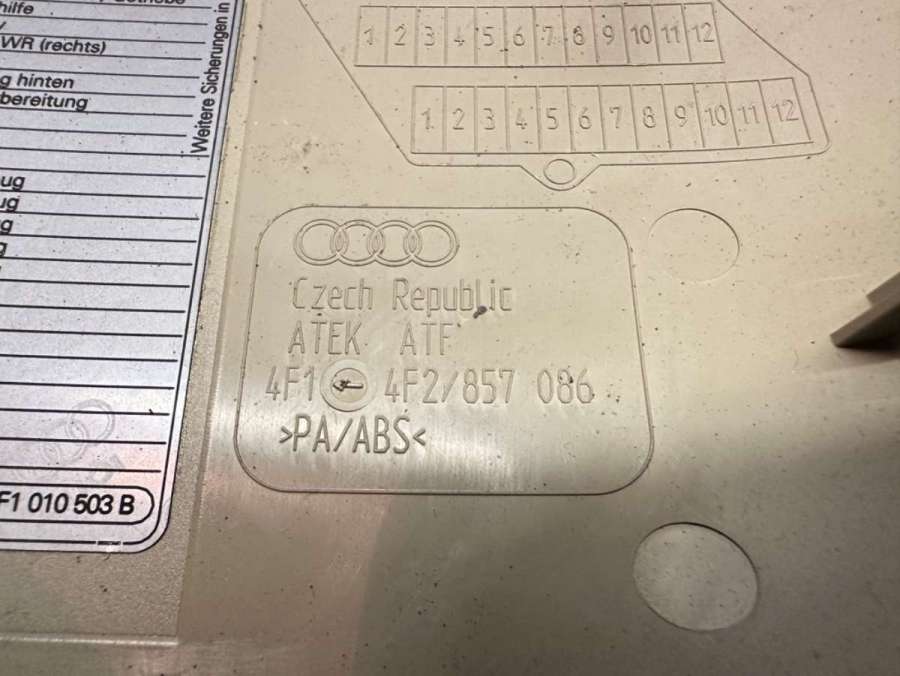 hilfe
WR (rechts)
g hinten
bereitung
ug
ug
g
g
F1 010 503 B
Weitere Sicherungen in
1 2 3 4 5 6 7 8 9 10 11 12
1 2 3 4 5 6 7 8 9 10 11 12
Czech Republic
ATEK ATF
4F1 4F2/857 086
>PA/ABS<